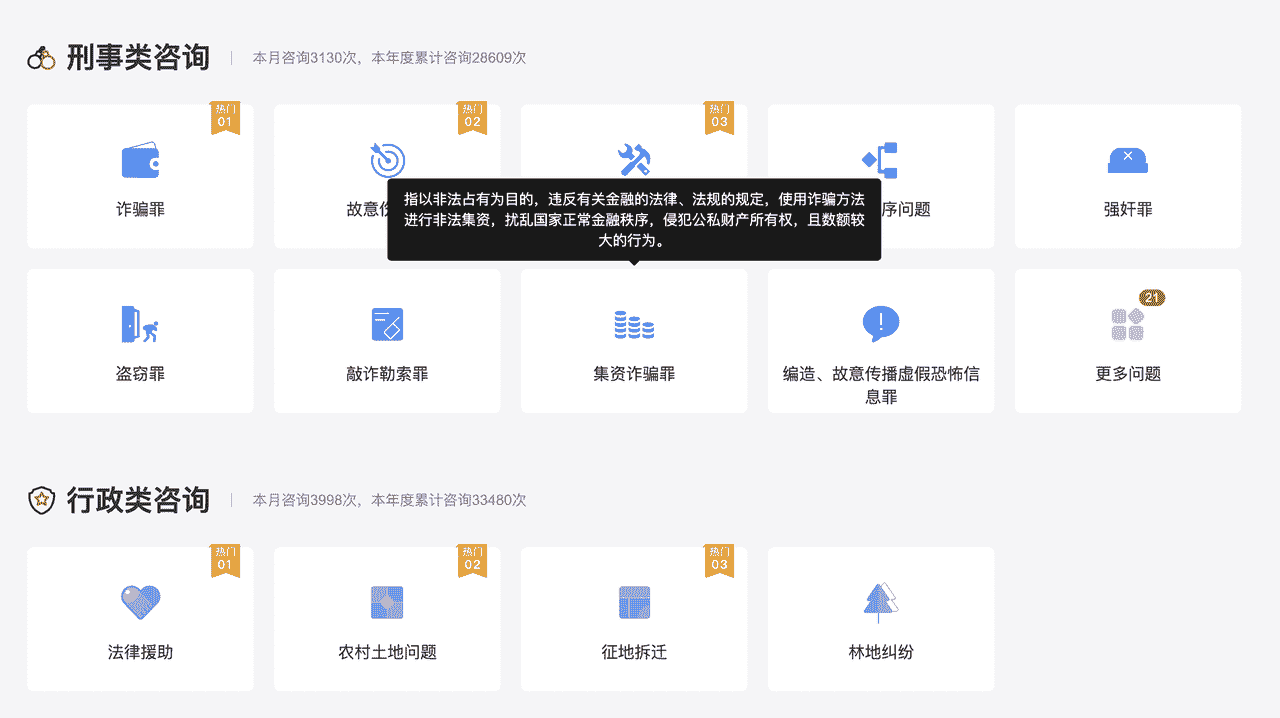 刑事类咨询
本月咨询3130次，本年度累计咨询28609次
热门
01
热门
02
热门
03
诈骗罪
故意伤
序问题
强奸罪
指以非法占有为目的，违反有关金融的法律、法规的规定，使用诈骗方法
进行非法集资，扰乱国家正常金融秩序，侵犯公私财产所有权，且数额较
大的行为。
21
盗窃罪
敲诈勒索罪
集资诈骗罪
编造、故意传播虚假恐怖信
息罪
更多问题
行政类咨询
本月咨询3998次，本年度累计咨询33480次
热门
01
热门
02
热门
03
法律援助
农村土地问题
征地拆迁
林地纠纷